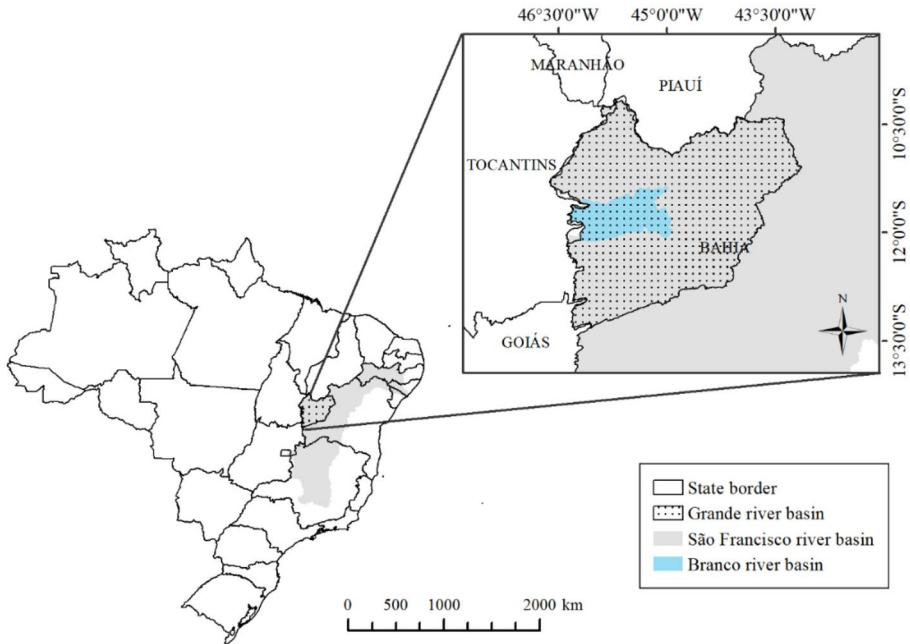 46°30'0"W 45°0'0"W 43°30'0"W
MARANHÃO
PIAUÍ
10°30'0"S
TOCANTINS
12°0'0"S
BAHIA
N
GOIÁS
13°30'0"S
State border
Grande river basin
São Francisco river basin
Branco river basin
0 500 1000 2000 km